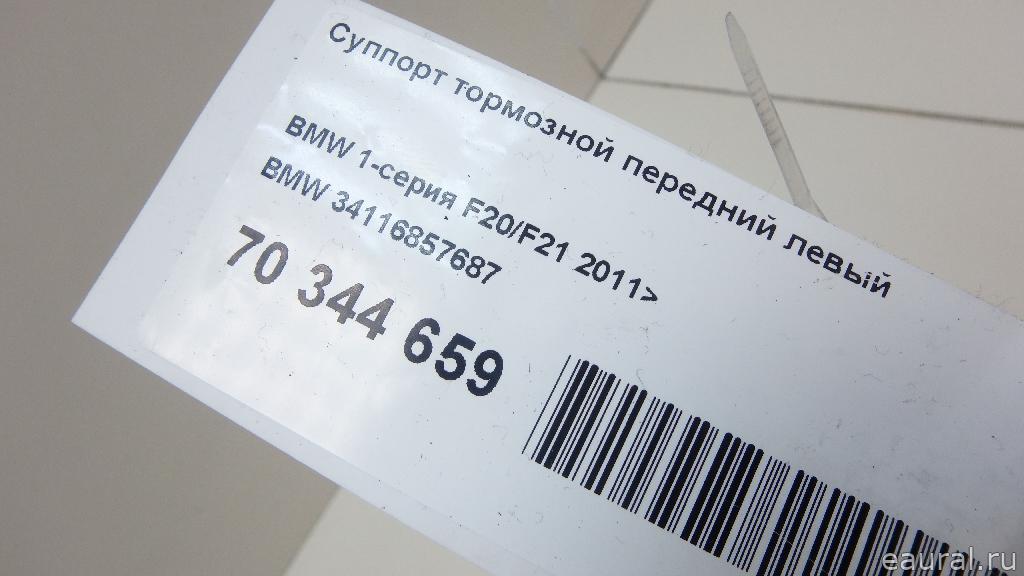 Суппорт тормозной передний левый
BMW 1-серия F20/F21 2011>
BMW 34116857687
70 344 659
eaural.ru